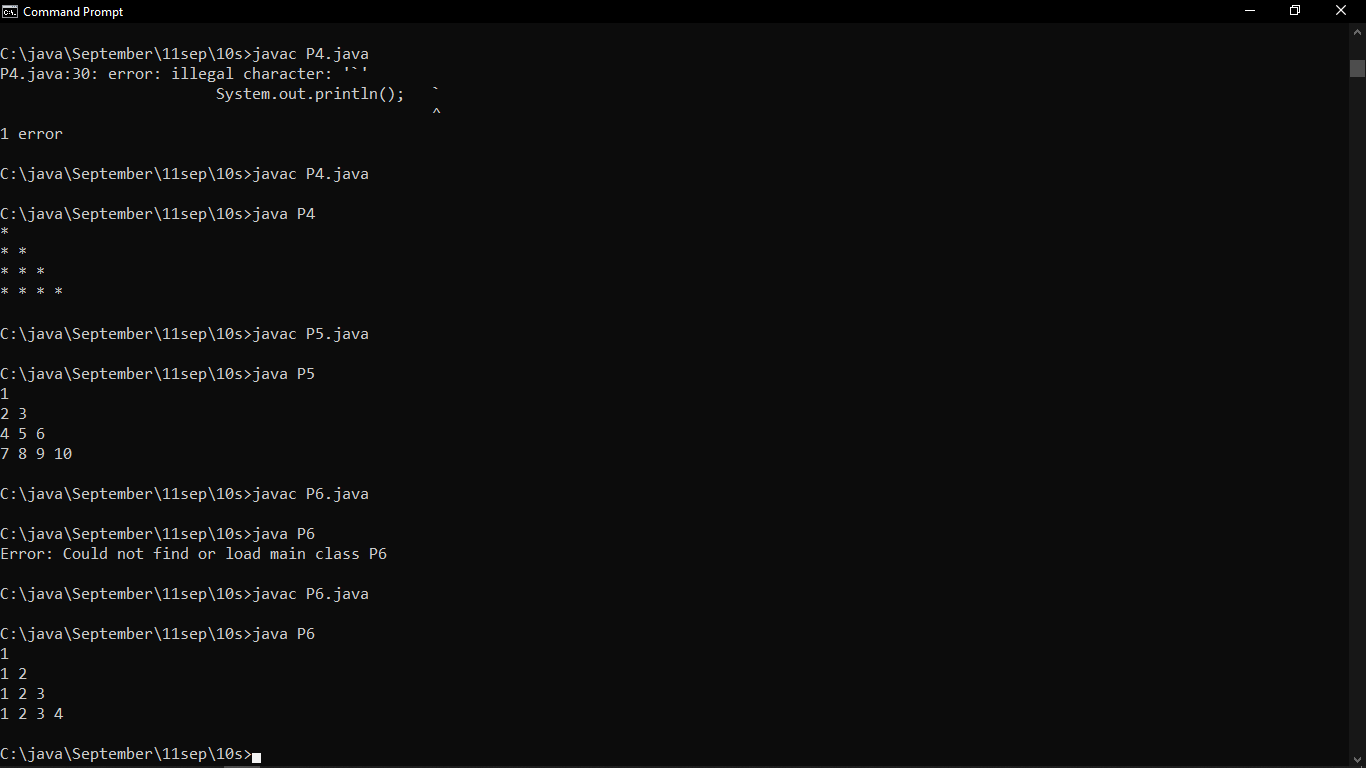 Command Prompt
C:\java\September\11sep\10s>javac P4.java
P4.java:30: error: illegal character: '`'
                        System.out.println();   `
                                                ^
1 error
C:\java\September\11sep\10s>javac P4.java
C:\java\September\11sep\10s>java P4
*
* *
* * *
* * * *
C:\java\September\11sep\10s>javac P5.java
C:\java\September\11sep\10s>java P5
1
2 3
4 5 6
7 8 9 10
C:\java\September\11sep\10s>javac P6.java
C:\java\September\11sep\10s>java P6
Error: Could not find or load main class P6
C:\java\September\11sep\10s>javac P6.java
C:\java\September\11sep\10s>java P6
1
1 2
1 2 3
1 2 3 4
C:\java\September\11sep\10s>